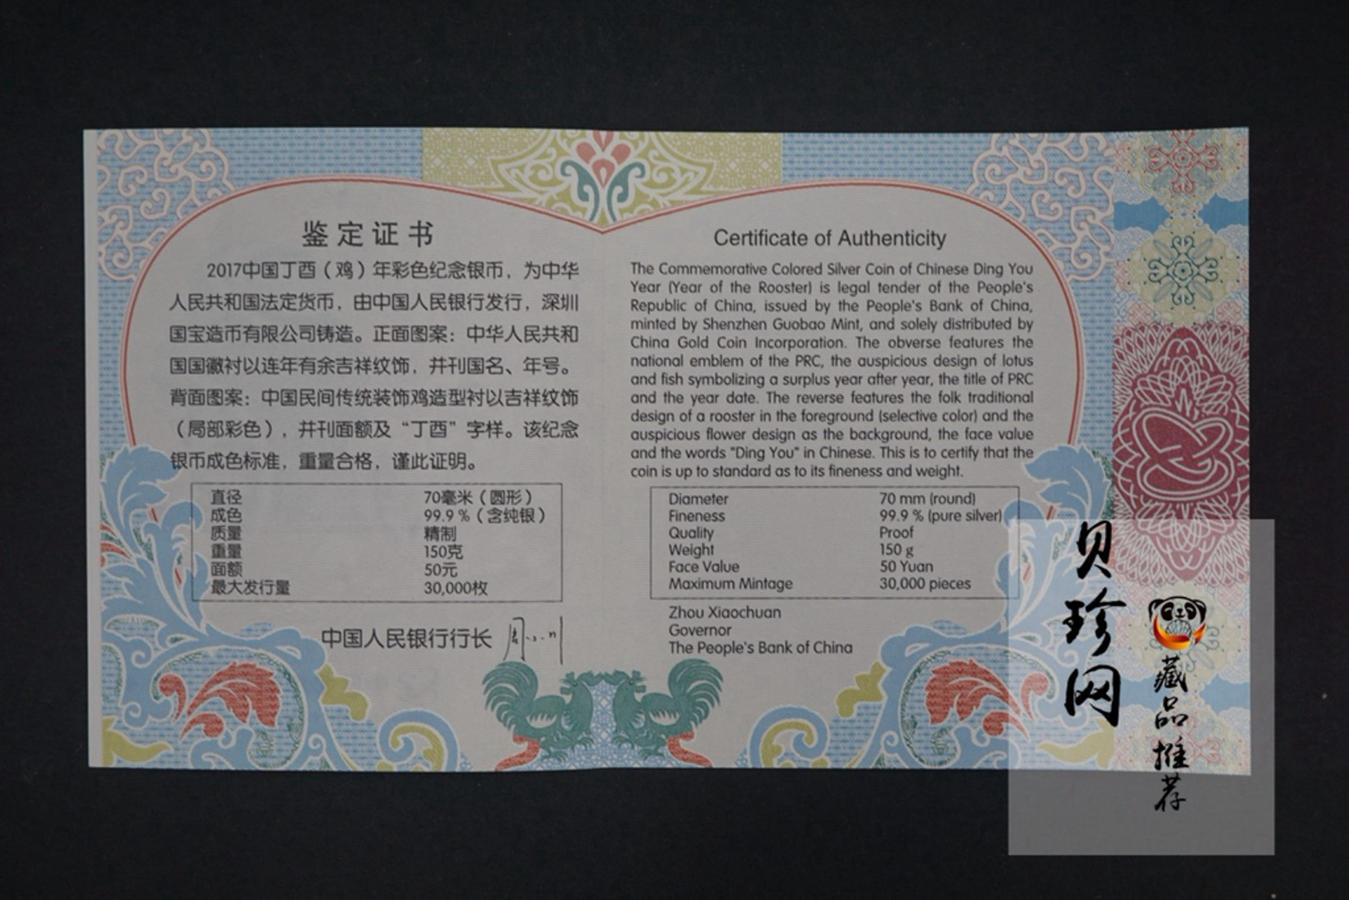 鉴定证书
2017中国丁酉（鸡）年彩色纪念银币，为中华
人民共和国法定货币，由中国人民银行发行，深圳
国宝造币有限公司铸造。正面图案：中华人民共和
国国徽衬以连年有余吉祥纹饰，并刊国名、年号。
背面图案：中国民间传统装饰鸡造型衬以吉祥纹饰
（局部彩色），并刊面额及“丁酉”字样。该纪念
银币成色标准，重量合格，谨此证明。
直径 70毫米（圆形）
成色 99.9％（含纯银）
质量 精制
重量 150克
面额 50元
最大发行量 30,000枚
中国人民银行行长
Certificate of Authenticity
The Commemorative Colored Silver Coin of Chinese Ding You
Year (Year of the Rooster) is legal tender of the People's
Republic of China, issued by the People's Bank of China,
minted by Shenzhen Guobao Mint, and solely distributed by
China Gold Coin Incorporation. The obverse features the
national emblem of the PRC, the auspicious design of lotus
and fish symbolizing a surplus year after year, the title of PRC
and the year date. The reverse features the folk traditional
design of a rooster in the foreground (selective color) and the
auspicious flower design as the background, the face value
and the words "Ding You" in Chinese. This is to certify that the
coin is up to standard as to its fineness and weight.
Diameter 70 mm (round)
Fineness 99.9 % (pure silver)
Quality Proof
Weight 150 g
Face Value 50 Yuan
Maximum Mintage 30,000 pieces
Zhou Xiaochuan
Governor
The People's Bank of China
贝珍网
藏品推荐